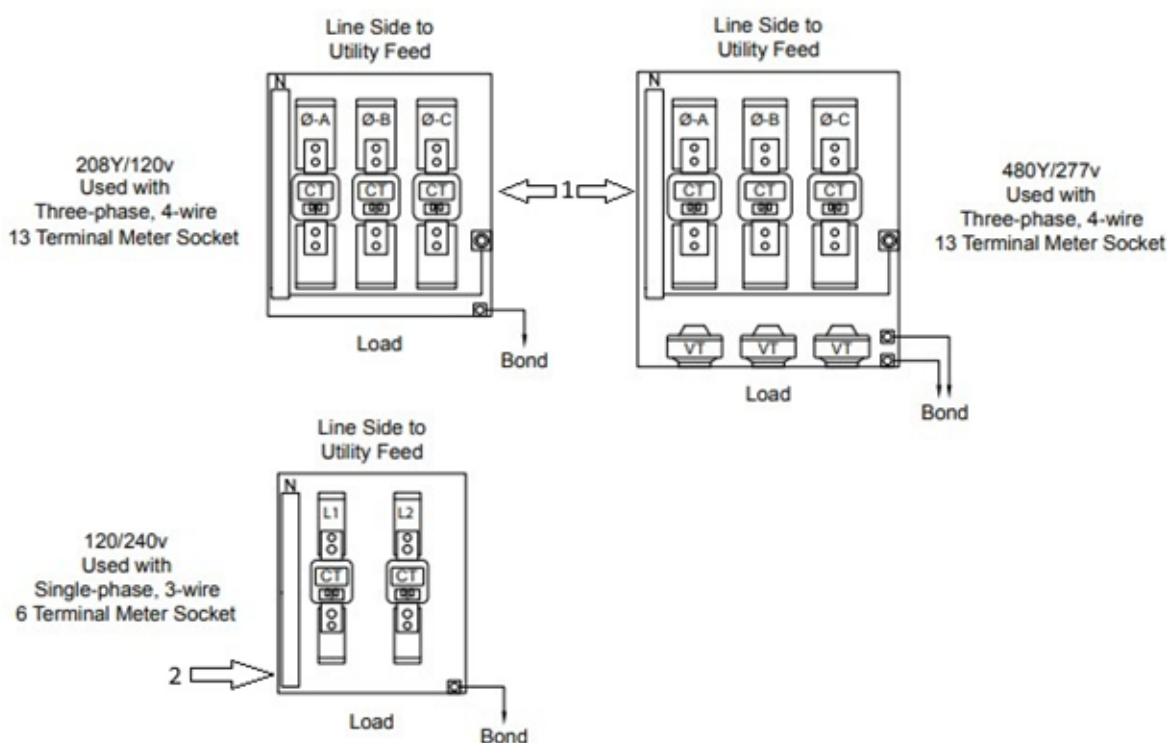 Line Side to
Utility Feed
N
Ø-A
Ø-B
Ø-C
CT
CT
CT
208Y/120v
Used with
Three-phase, 4-wire
13 Terminal Meter Socket
Load
Bond
1
Line Side to
Utility Feed
N
Ø-A
Ø-B
Ø-C
CT
CT
CT
VT
VT
VT
480Y/277v
Used with
Three-phase, 4-wire
13 Terminal Meter Socket
Load
Bond
Line Side to
Utility Feed
N
L1
L2
CT
CT
120/240v
Used with
Single-phase, 3-wire
6 Terminal Meter Socket
2
Load
Bond